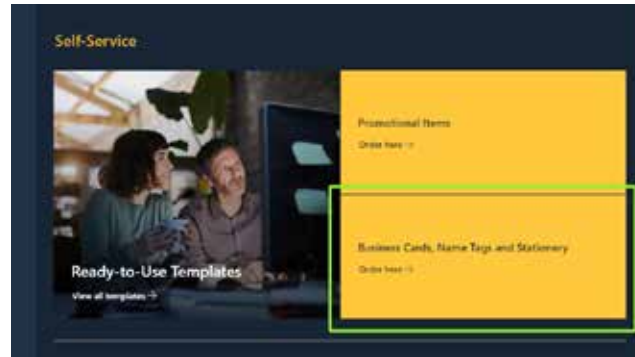 Self-Service
Ready-to-Use Templates
View all templates →
Promotional Items
Order here →
Business Cards, Name Tags and Stationery
Order here →